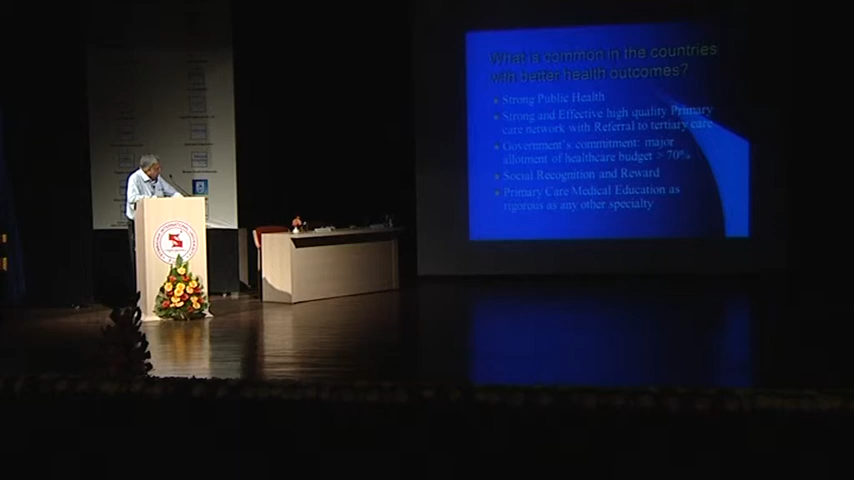 What is common in the countries
with better health outcomes?
Strong Public Health
Strong and Effective high quality Primary
care network with Referral to tertiary care
Government's commitment: major
allotment of healthcare budget > 70%
Social Recognition and Reward
Primary Care Medical Education as
rigorous as any other specialty